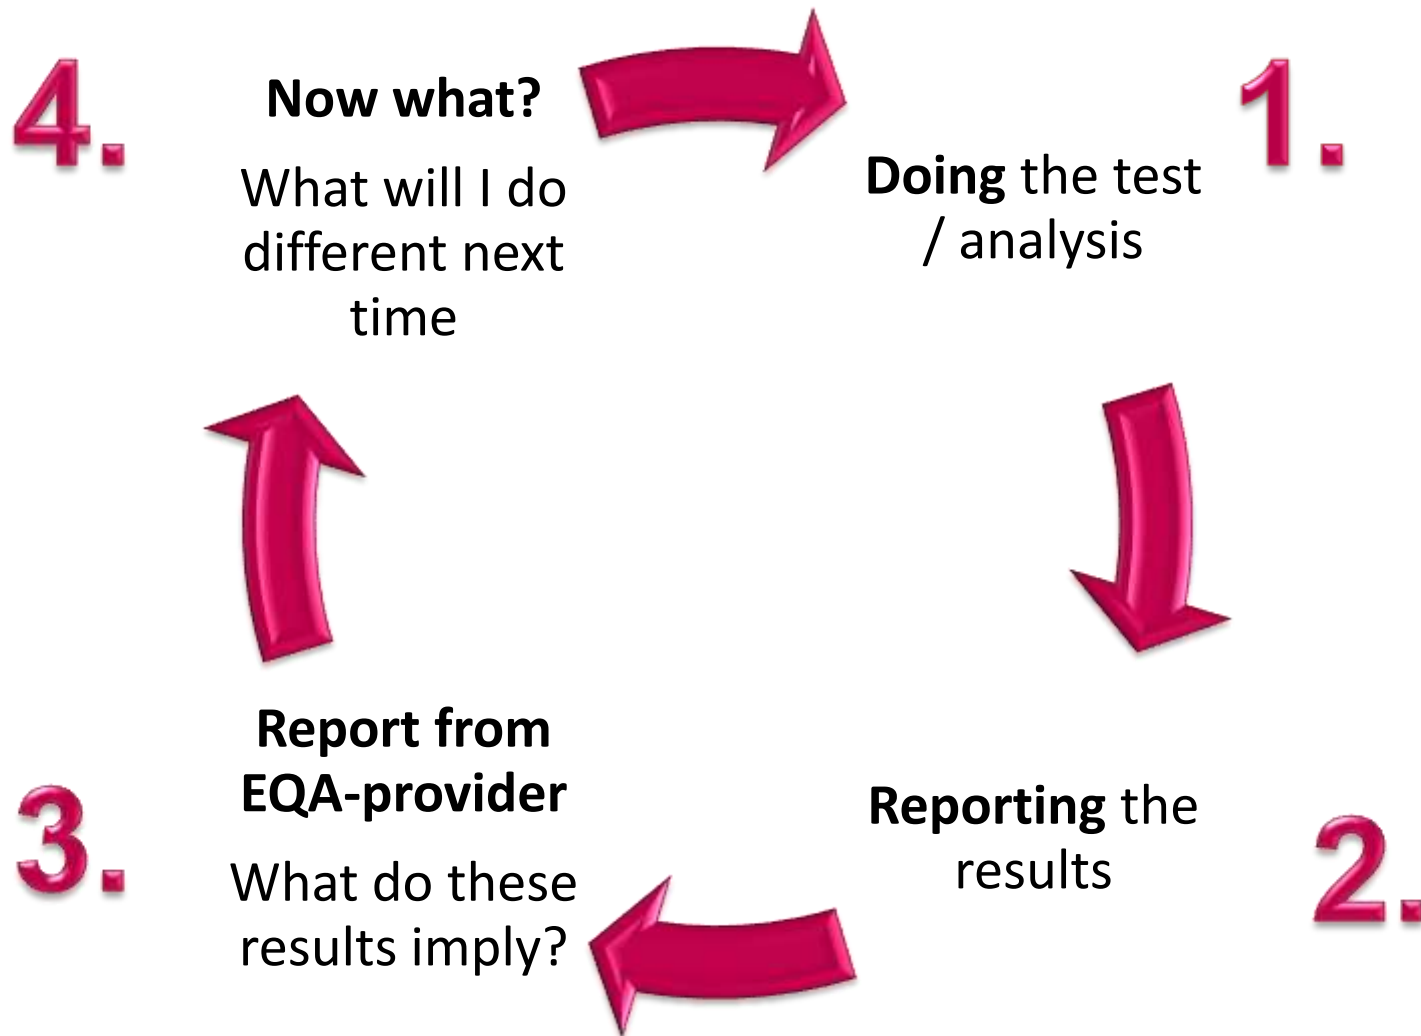 1.
Doing the test
/ analysis
2.
Reporting the
results
3.
Report from
EQA-provider
What do these
results imply?
4.
Now what?
What will I do
different next
time